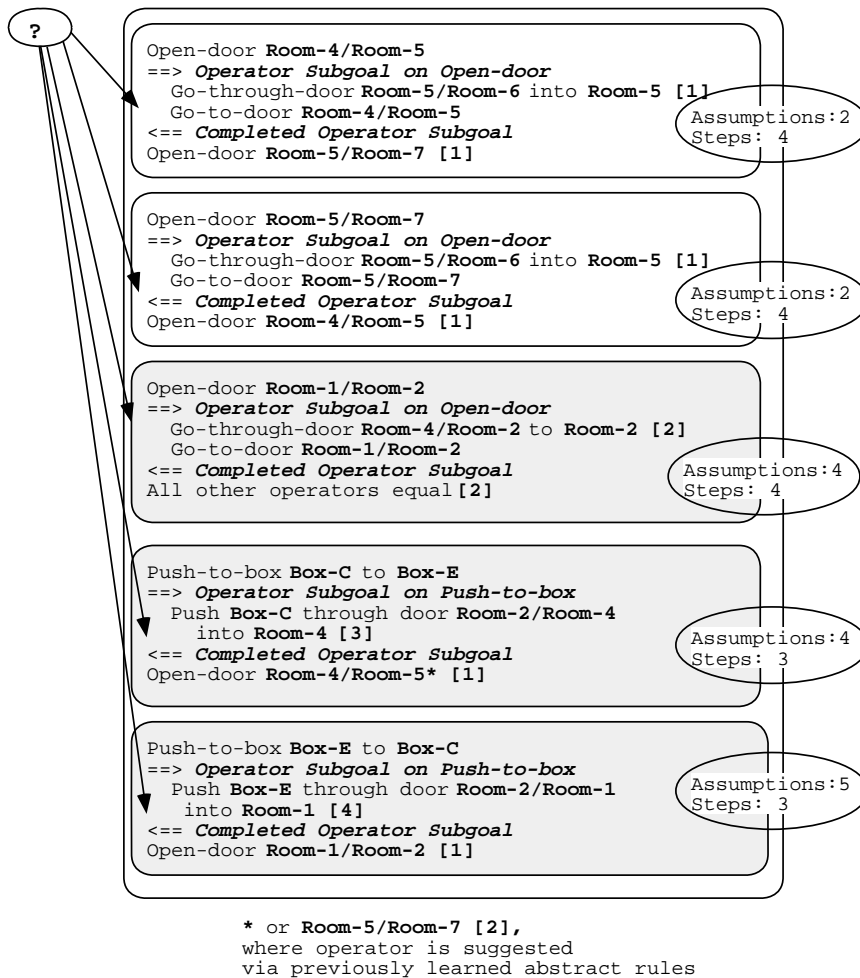 ?
Open-door Room-4/Room-5
==> Operator Subgoal on Open-door
Go-through-door Room-5/Room-6 into Room-5 [1]
Go-to-door Room-4/Room-5
<== Completed Operator Subgoal
Open-door Room-5/Room-7 [1]
Assumptions:2
Steps: 4
Open-door Room-5/Room-7
==> Operator Subgoal on Open-door
Go-through-door Room-5/Room-6 into Room-5 [1]
Go-to-door Room-5/Room-7
<== Completed Operator Subgoal
Open-door Room-4/Room-5 [1]
Assumptions:2
Steps: 4
Open-door Room-1/Room-2
==> Operator Subgoal on Open-door
Go-through-door Room-4/Room-2 to Room-2 [2]
Go-to-door Room-1/Room-2
<== Completed Operator Subgoal
All other operators equal [2]
Assumptions:4
Steps: 4
Push-to-box Box-C to Box-E
==> Operator Subgoal on Push-to-box
Push Box-C through door Room-2/Room-4
into Room-4 [3]
<== Completed Operator Subgoal
Open-door Room-4/Room-5* [1]
Assumptions:4
Steps: 3
Push-to-box Box-E to Box-C
==> Operator Subgoal on Push-to-box
Push Box-E through door Room-2/Room-1
into Room-1 [4]
<== Completed Operator Subgoal
Open-door Room-1/Room-2 [1]
Assumptions:5
Steps: 3
* or Room-5/Room-7 [2],
where operator is suggested
via previously learned abstract rules